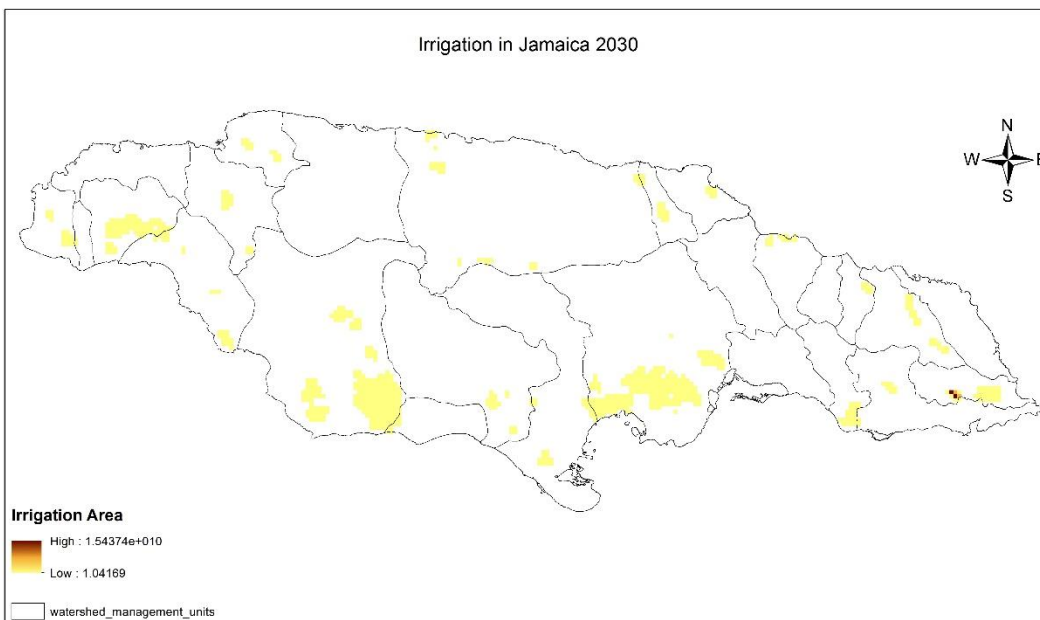 Irrigation in Jamaica 2030
N
W E
S
Irrigation Area
High : 1.54374e+010
Low : 1.04169
watershed_management_units